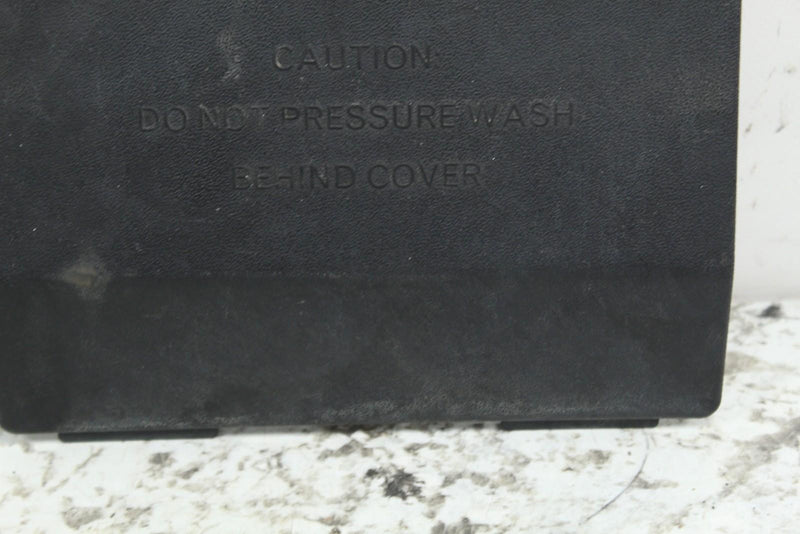 CAUTION:
DO NOT PRESSURE WASH
BEHIND COVER